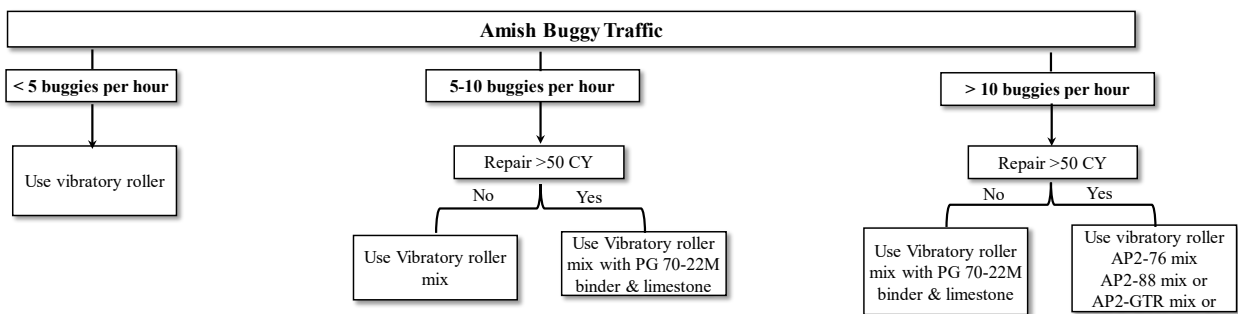 Amish Buggy Traffic
< 5 buggies per hour
5-10 buggies per hour
> 10 buggies per hour
Use vibratory roller
Repair >50 CY
Repair >50 CY
No
Yes
No
Yes
Use Vibratory roller
mix
Use Vibratory roller
mix with PG 70-22M
binder & limestone
Use Vibratory roller
mix with PG 70-22M
binder & limestone
Use vibratory roller
AP2-76 mix
AP2-88 mix or
AP2-GTR mix or